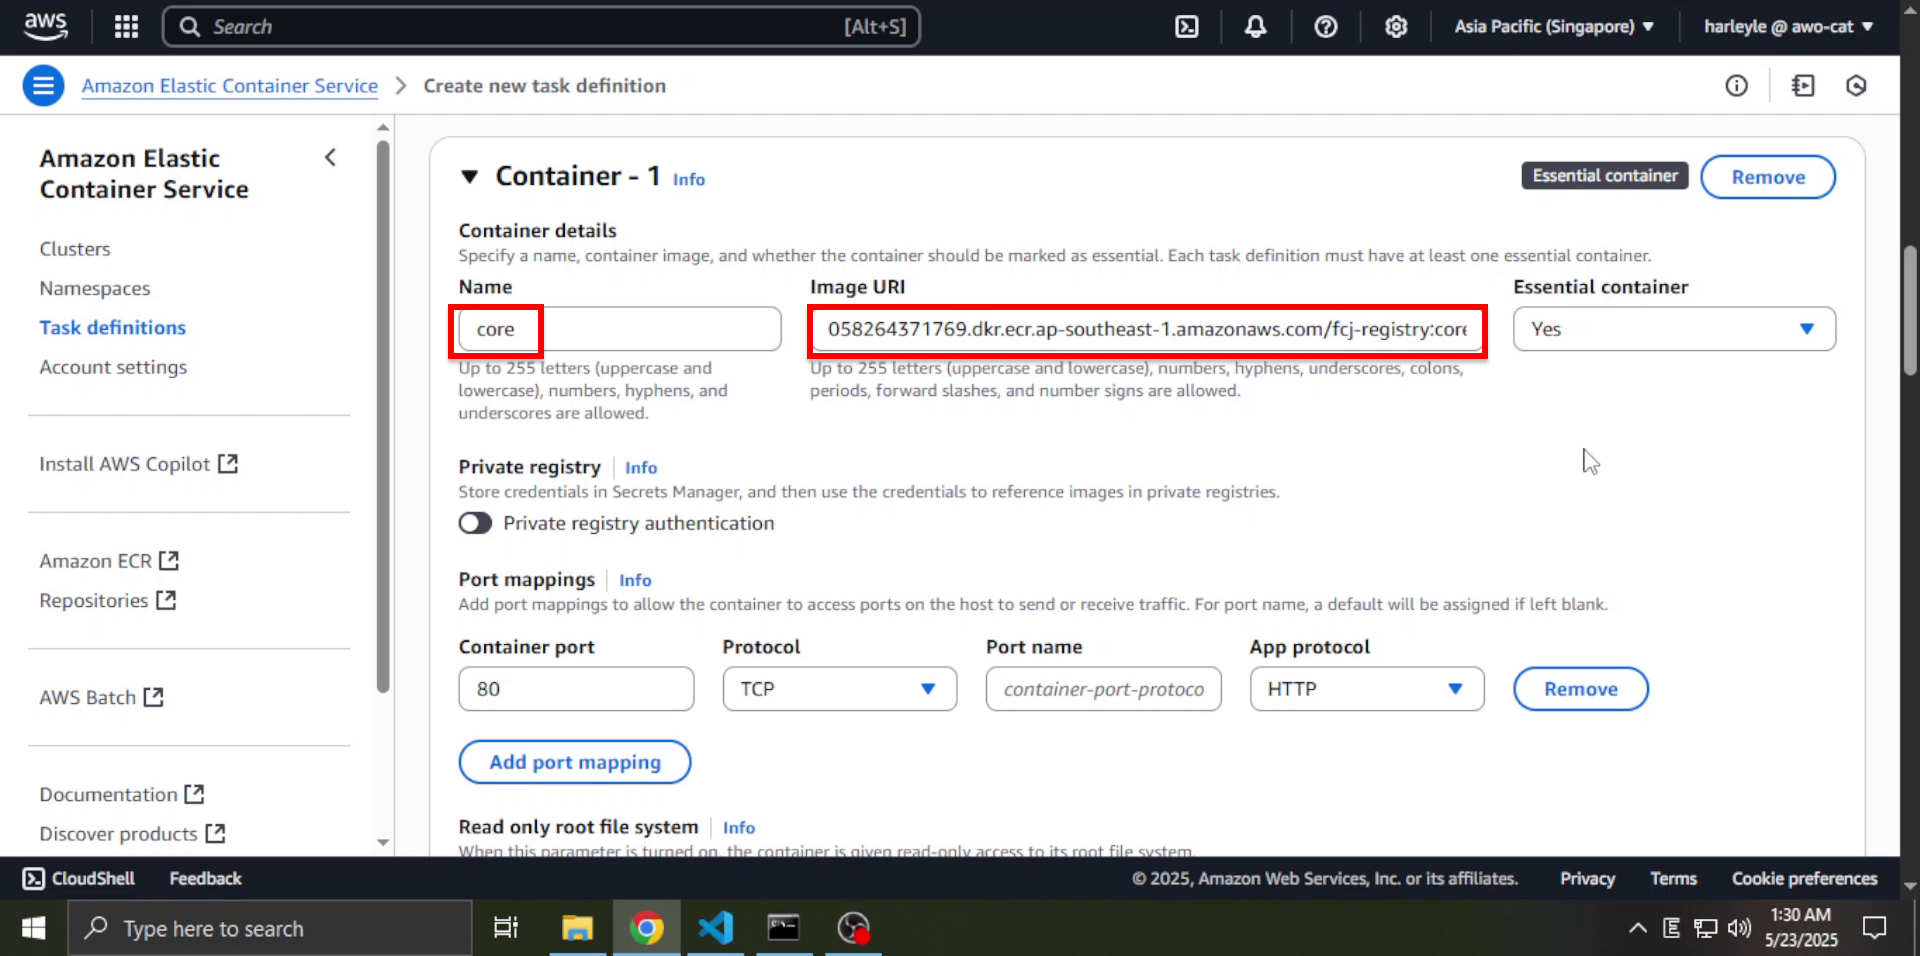 aws
Search
[Alt+S]
Asia Pacific (Singapore)
harleyle @ awo-cat
Amazon Elastic Container Service
Create new task definition
Amazon Elastic
Container Service
Clusters
Namespaces
Task definitions
Account settings
Install AWS Copilot
Amazon ECR
Repositories
AWS Batch
Documentation
Discover products
Container - 1 Info
Essential container
Remove
Container details
Specify a name, container image, and whether the container should be marked as essential. Each task definition must have at least one essential container.
Name
core
Up to 255 letters (uppercase and
lowercase), numbers, hyphens, and
underscores are allowed.
Image URI
058264371769.dkr.ecr.ap-southeast-1.amazonaws.com/fcj-registry:core
Up to 255 letters (uppercase and lowercase), numbers, hyphens, underscores, colons,
periods, forward slashes, and number signs are allowed.
Essential container
Yes
Private registry Info
Store credentials in Secrets Manager, and then use the credentials to reference images in private registries.
Private registry authentication
Port mappings Info
Add port mappings to allow the container to access ports on the host to send or receive traffic. For port name, a default will be assigned if left blank.
Container port
80
Protocol
TCP
Port name
container-port-protoco
App protocol
HTTP
Remove
Add port mapping
Read only root file system Info
When this parameter is turned on, the container is given read-only access to its root file system.
CloudShell
Feedback
© 2025, Amazon Web Services, Inc. or its affiliates.
Privacy
Terms
Cookie preferences
Type here to search
1:30 AM
5/23/2025